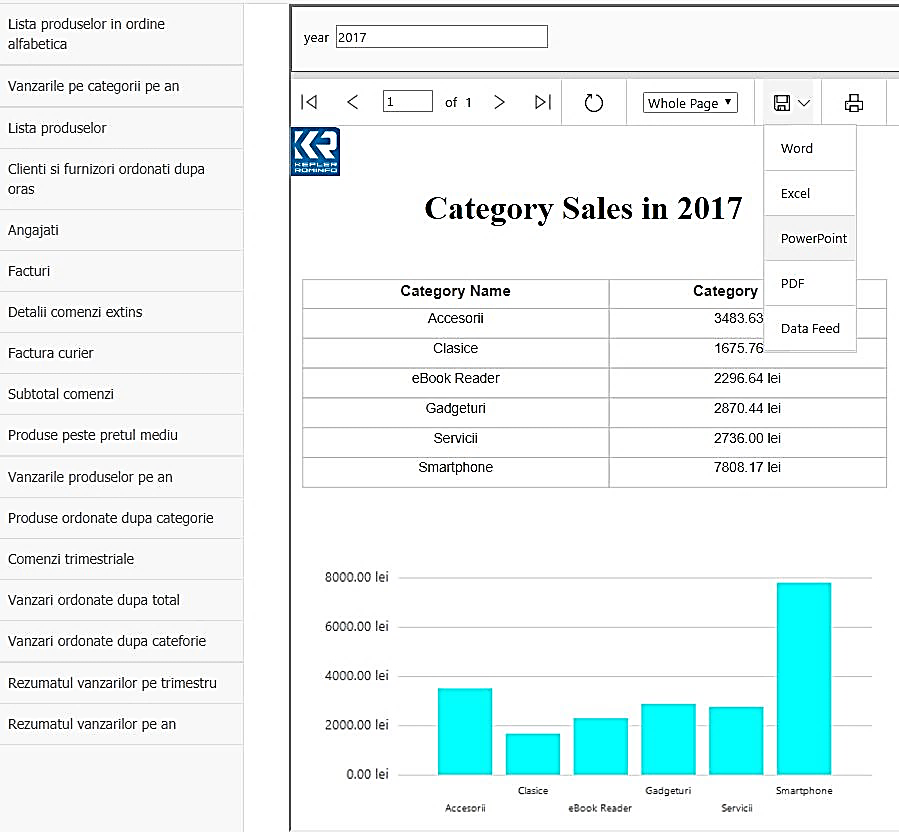 Lista produselor in ordine
alfabetica
Vanzarile pe categorii pe an
Lista produselor
Clienti si furnizori ordonati dupa
oras
Angajati
Facturi
Detalii comenzi extins
Factura curier
Subtotal comenzi
Produse peste pretul mediu
Vanzarile produselor pe an
Produse ordonate dupa categorie
Comenzi trimestriale
Vanzari ordonate dupa total
Vanzari ordonate dupa cateforie
Rezumatul vanzarilor pe trimestru
Rezumatul vanzarilor pe an
year 2017
1 of 1 Whole Page
Word
Excel
PowerPoint
PDF
Data Feed
KR
KEPLER
ROMINFO
Category Sales in 2017
Category Name Category
Accesorii 3483.63
Clasice 1675.76
eBook Reader 2296.64 lei
Gadgeturi 2870.44 lei
Servicii 2736.00 lei
Smartphone 7808.17 lei
8000.00 lei
6000.00 lei
4000.00 lei
2000.00 lei
0.00 lei
Clasice Gadgeturi Smartphone
Accesorii eBook Reader Servicii